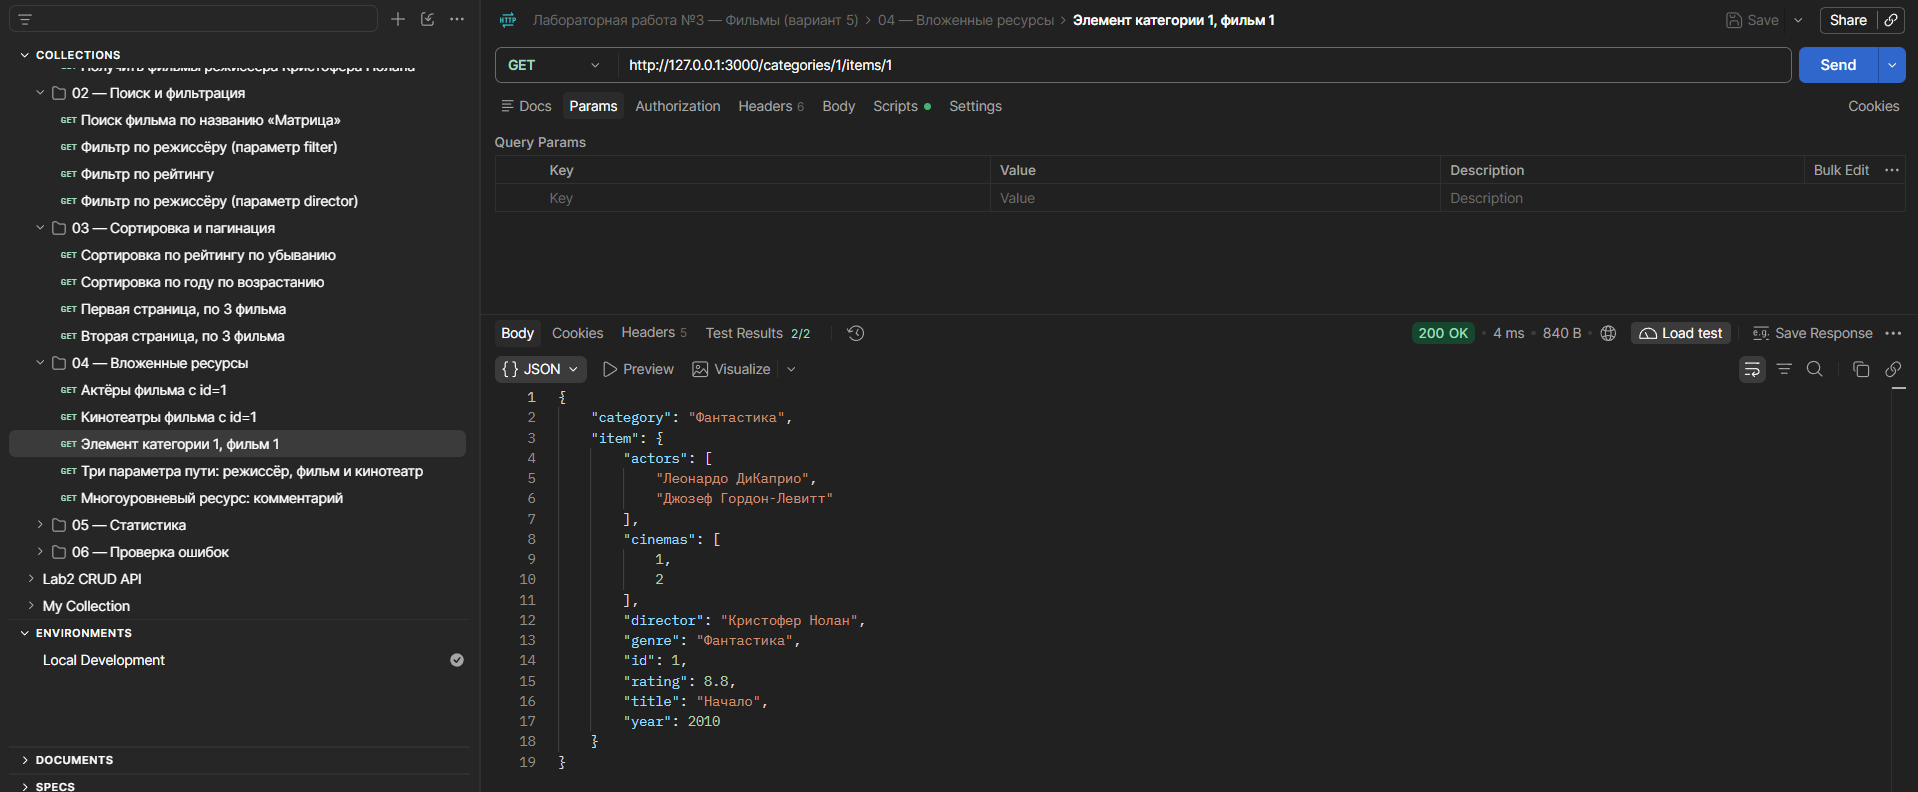 COLLECTIONS
Получить фильмы режиссёра Кристофера Нолана
02 — Поиск и фильтрация
GET Поиск фильма по названию «Матрица»
GET Фильтр по режиссёру (параметр filter)
GET Фильтр по рейтингу
GET Фильтр по режиссёру (параметр director)
03 — Сортировка и пагинация
GET Сортировка по рейтингу по убыванию
GET Сортировка по году по возрастанию
GET Первая страница, по 3 фильма
GET Вторая страница, по 3 фильма
04 — Вложенные ресурсы
GET Актёры фильма с id=1
GET Кинотеатры фильма с id=1
GET Элемент категории 1, фильм 1
GET Три параметра пути: режиссёр, фильм и кинотеатр
GET Многоуровневый ресурс: комментарий
05 — Статистика
06 — Проверка ошибок
Lab2 CRUD API
My Collection
ENVIRONMENTS
Local Development
DOCUMENTS
SPECS
HTTP Лабораторная работа №3 — Фильмы (вариант 5) > 04 — Вложенные ресурсы > Элемент категории 1, фильм 1
Save Share
GET http://127.0.0.1:3000/categories/1/items/1 Send
Docs Params Authorization Headers 6 Body Scripts Settings Cookies
Query Params
Key Value Description Bulk Edit
Key Value Description
Body Cookies Headers 5 Test Results 2/2 200 OK 4 ms 840 B Load test e.g. Save Response
{} JSON Preview Visualize
1 {
2 "category": "Фантастика",
3 "item": {
4 "actors": [
5 "Леонардо ДиКаприо",
6 "Джозеф Гордон-Левитт"
7 ],
8 "cinemas": [
9 1,
10 2
11 ],
12 "director": "Кристофер Нолан",
13 "genre": "Фантастика",
14 "id": 1,
15 "rating": 8.8,
16 "title": "Начало",
17 "year": 2010
18 }
19 }